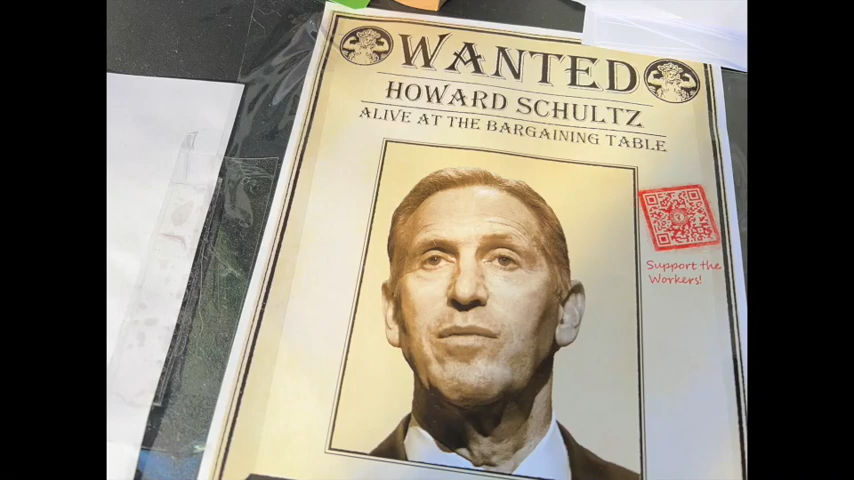 WANTED
HOWARD SCHULTZ
ALIVE AT THE BARGAINING TABLE
Support the
Workers!